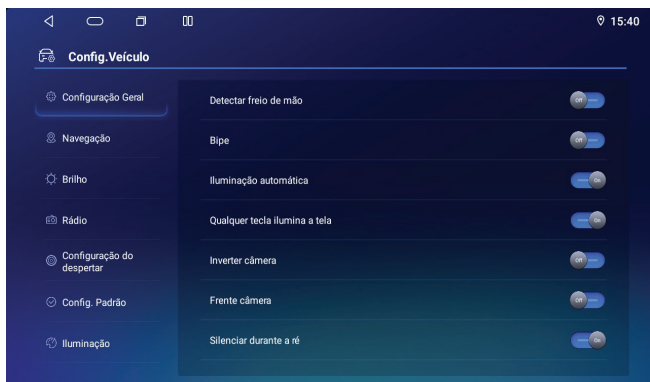 15:40
Config.Veículo
Configuração Geral
Navegação
Brilho
Rádio
Configuração do
despertar
Config. Padrão
Iluminação
Detectar freio de mão
Off
Bipe
Off
Iluminação automática
On
Qualquer tecla ilumina a tela
On
Inverter câmera
Off
Frente câmera
Off
Silenciar durante a ré
On